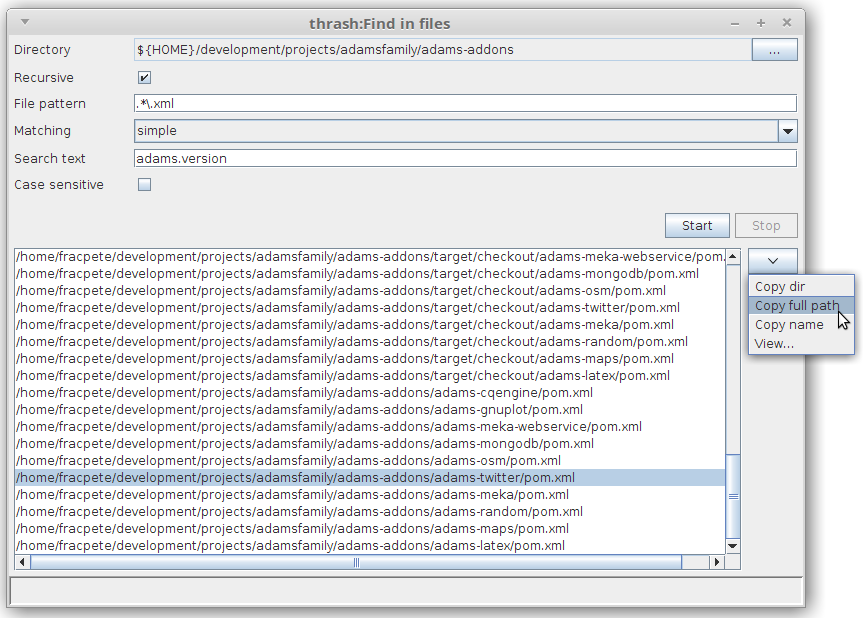 thrash:Find in files
Directory
${HOME}/development/projects/adamsfamily/adams-addons
...
Recursive
File pattern
.*\.xml
Matching
simple
Search text
adams.version
Case sensitive
Start
Stop
/home/fracpete/development/projects/adamsfamily/adams-addons/target/checkout/adams-meka-webservice/pom.
/home/fracpete/development/projects/adamsfamily/adams-addons/target/checkout/adams-mongodb/pom.xml
/home/fracpete/development/projects/adamsfamily/adams-addons/target/checkout/adams-osm/pom.xml
/home/fracpete/development/projects/adamsfamily/adams-addons/target/checkout/adams-twitter/pom.xml
/home/fracpete/development/projects/adamsfamily/adams-addons/target/checkout/adams-meka/pom.xml
/home/fracpete/development/projects/adamsfamily/adams-addons/target/checkout/adams-random/pom.xml
/home/fracpete/development/projects/adamsfamily/adams-addons/target/checkout/adams-maps/pom.xml
/home/fracpete/development/projects/adamsfamily/adams-addons/target/checkout/adams-latex/pom.xml
/home/fracpete/development/projects/adamsfamily/adams-addons/adams-cqengine/pom.xml
/home/fracpete/development/projects/adamsfamily/adams-addons/adams-gnuplot/pom.xml
/home/fracpete/development/projects/adamsfamily/adams-addons/adams-meka-webservice/pom.xml
/home/fracpete/development/projects/adamsfamily/adams-addons/adams-mongodb/pom.xml
/home/fracpete/development/projects/adamsfamily/adams-addons/adams-osm/pom.xml
/home/fracpete/development/projects/adamsfamily/adams-addons/adams-twitter/pom.xml
/home/fracpete/development/projects/adamsfamily/adams-addons/adams-meka/pom.xml
/home/fracpete/development/projects/adamsfamily/adams-addons/adams-random/pom.xml
/home/fracpete/development/projects/adamsfamily/adams-addons/adams-maps/pom.xml
/home/fracpete/development/projects/adamsfamily/adams-addons/adams-latex/pom.xml
Copy dir
Copy full path
Copy name
View...